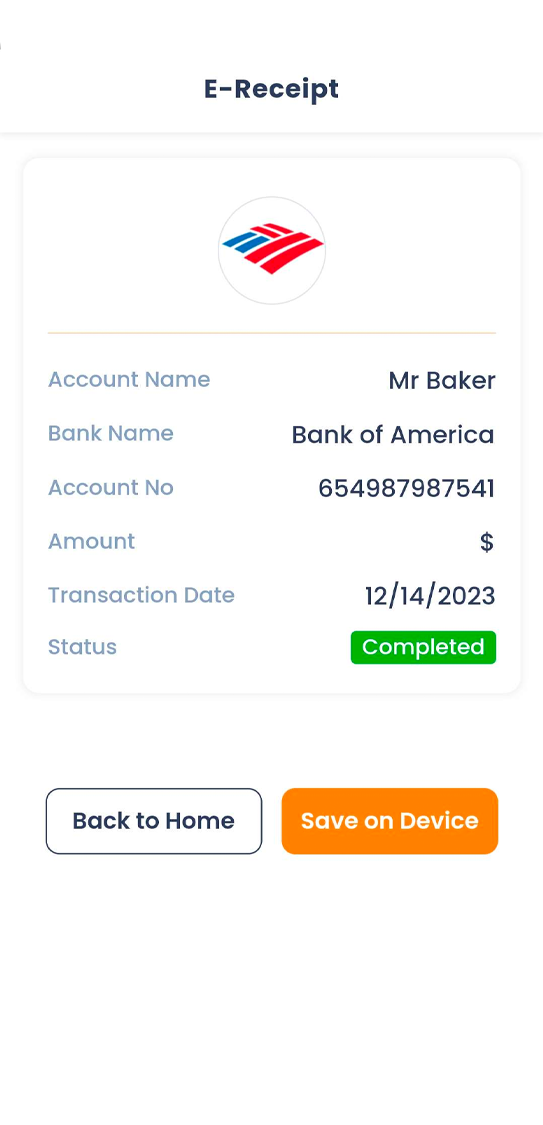 E-Receipt
Account Name Mr Baker
Bank Name Bank of America
Account No 654987987541
Amount $
Transaction Date 12/14/2023
Status Completed
Back to Home Save on Device